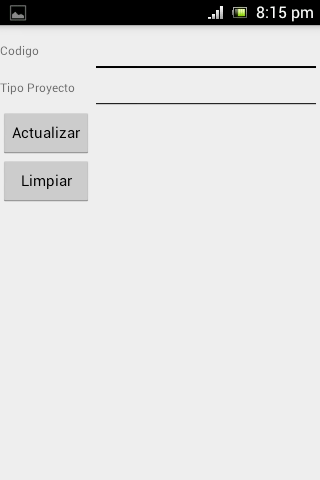 8:15 pm
Codigo
Tipo Proyecto
Actualizar
Limpiar